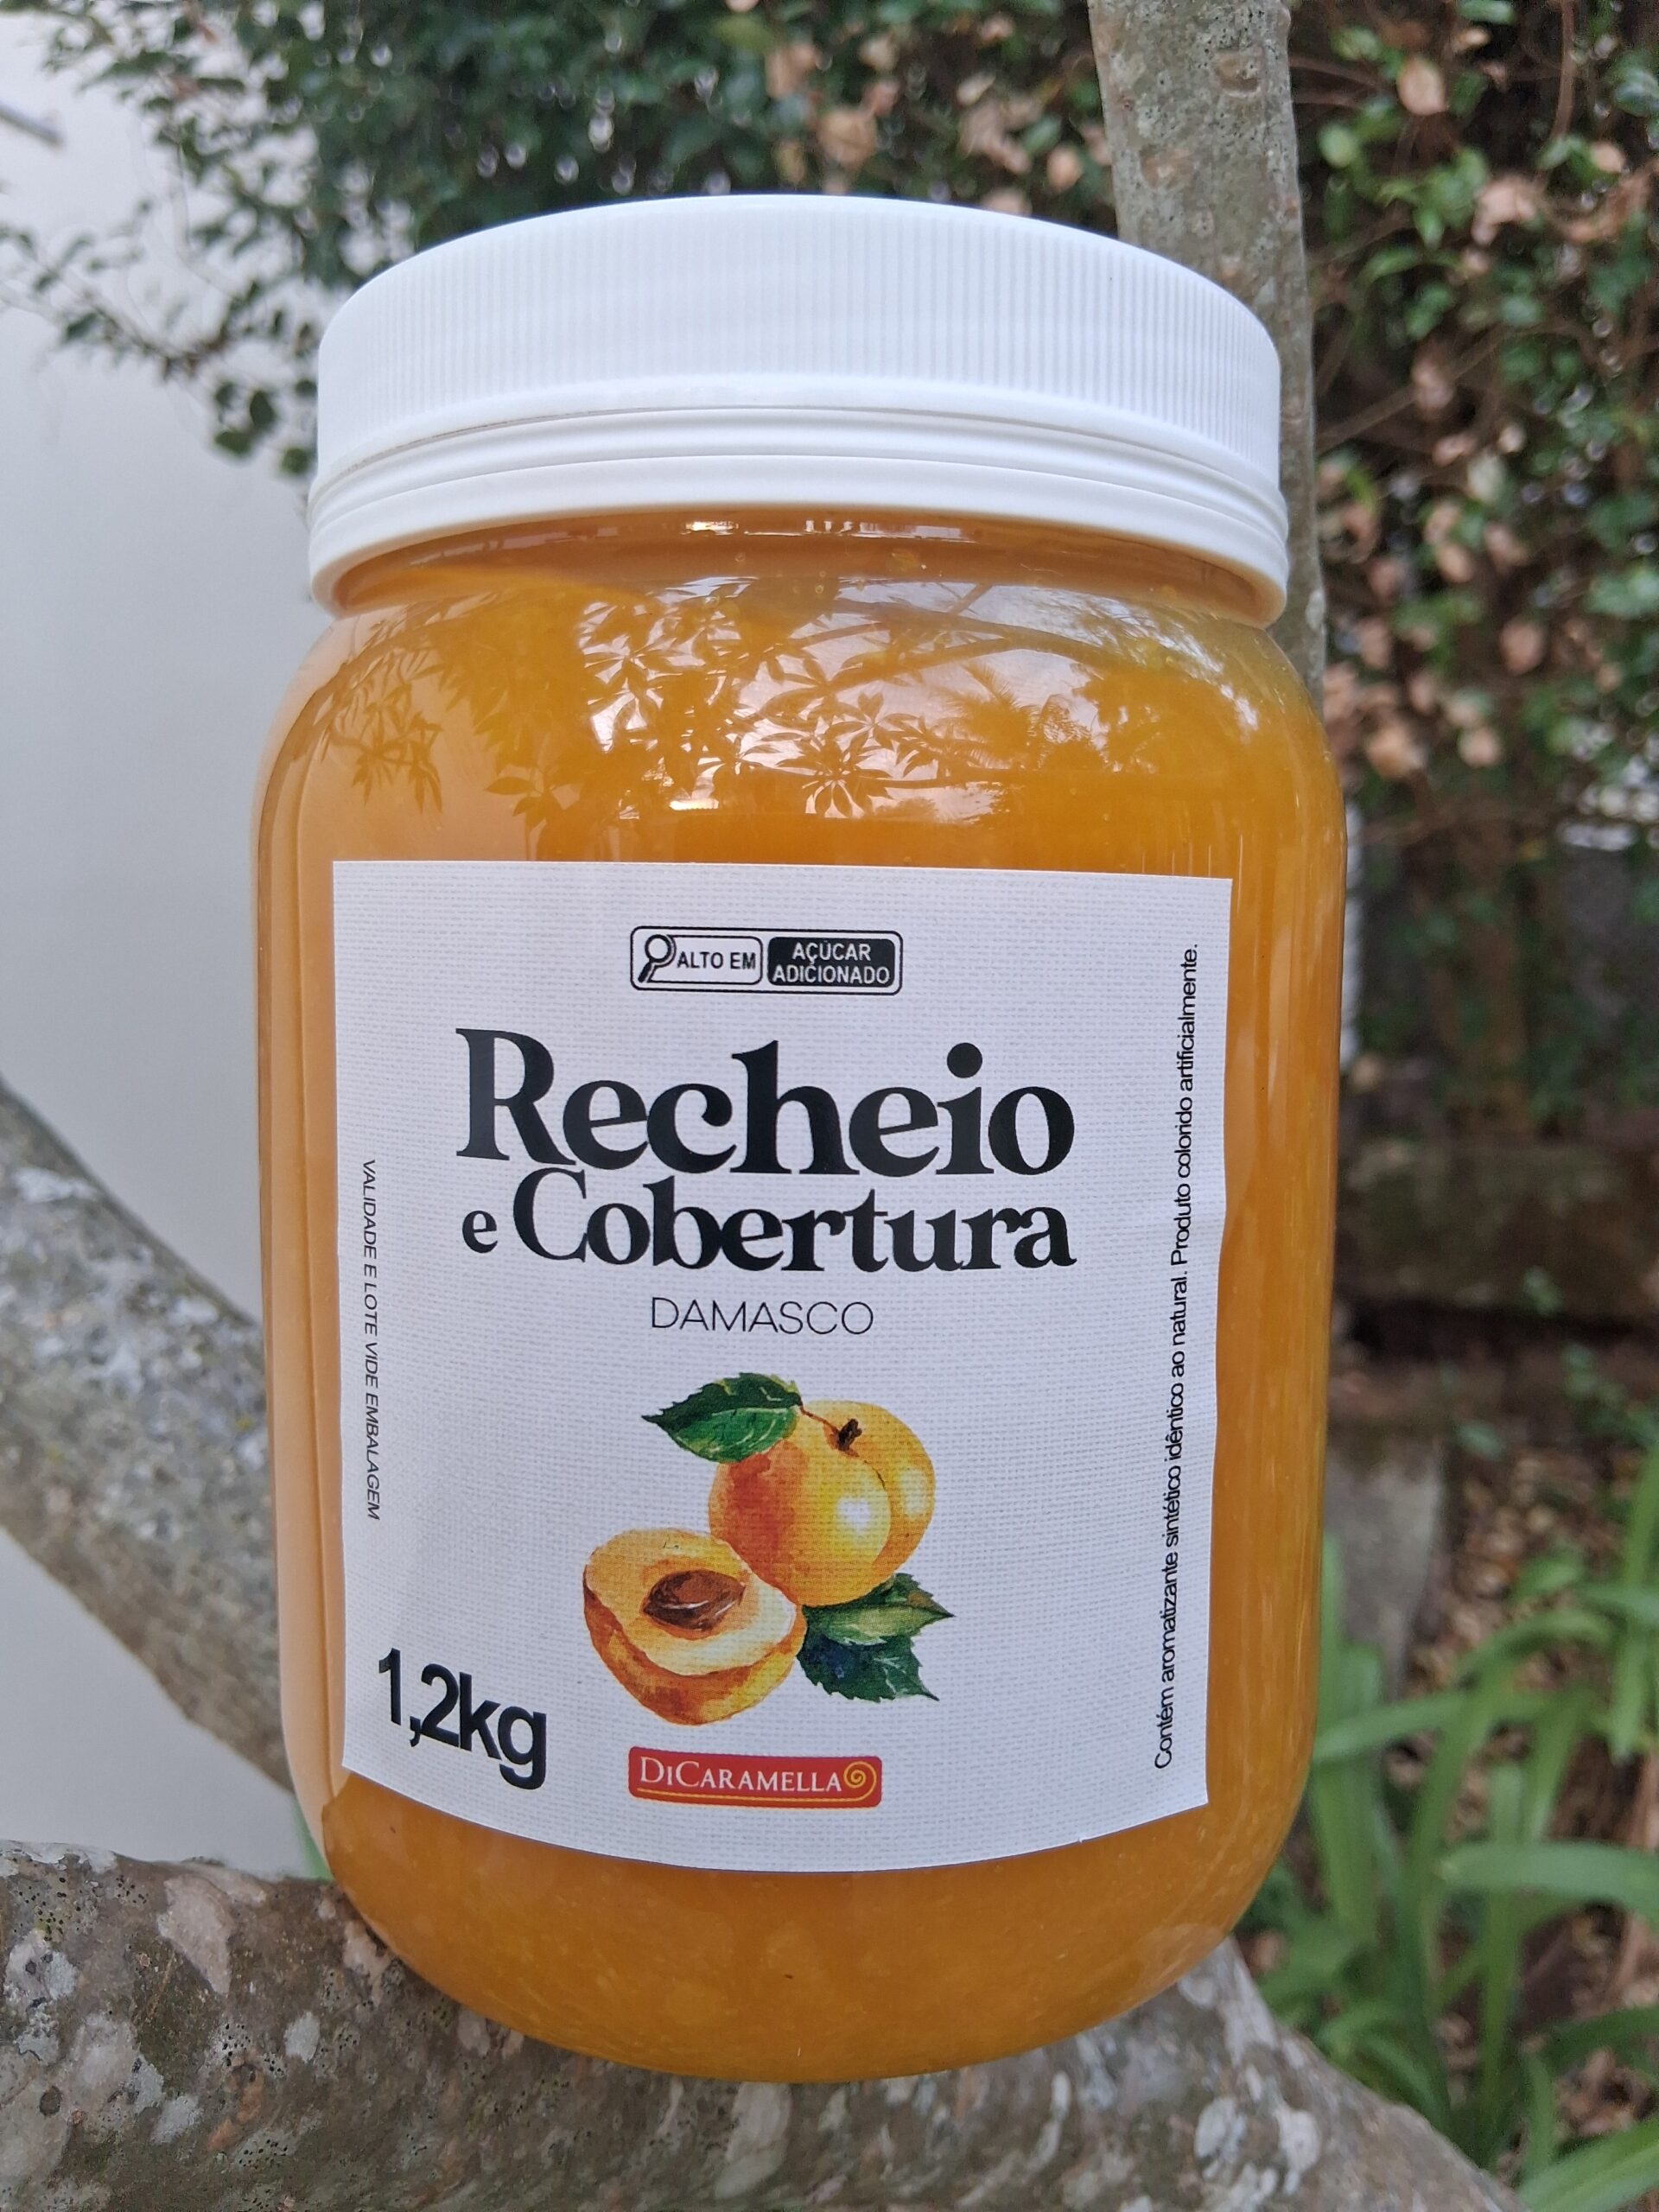 ALTO EM
AÇÚCAR
ADICIONADO
Recheio
e Cobertura
DAMASCO
VALIDADE E LOTE VIDE EMBALAGEM
Contém aromatizante sintético idêntico ao natural. Produto colorido artificialmente.
1,2kg
DICARAMELLA